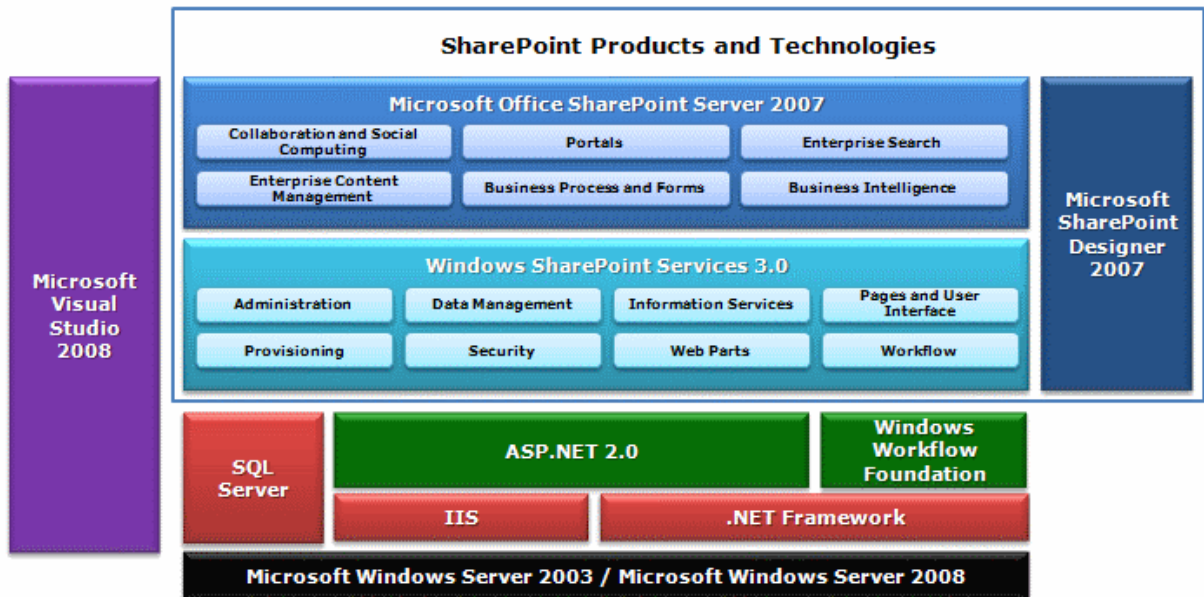 SharePoint Products and Technologies
Microsoft Office SharePoint Server 2007
Collaboration and Social
Computing
Portals
Enterprise Search
Enterprise Content
Management
Business Process and Forms
Business Intelligence
Windows SharePoint Services 3.0
Administration
Data Management
Information Services
Pages and User
Interface
Provisioning
Security
Web Parts
Workflow
Microsoft
Visual
Studio
2008
Microsoft
SharePoint
Designer
2007
SQL
Server
ASP.NET 2.0
Windows
Workflow
Foundation
IIS
.NET Framework
Microsoft Windows Server 2003 / Microsoft Windows Server 2008